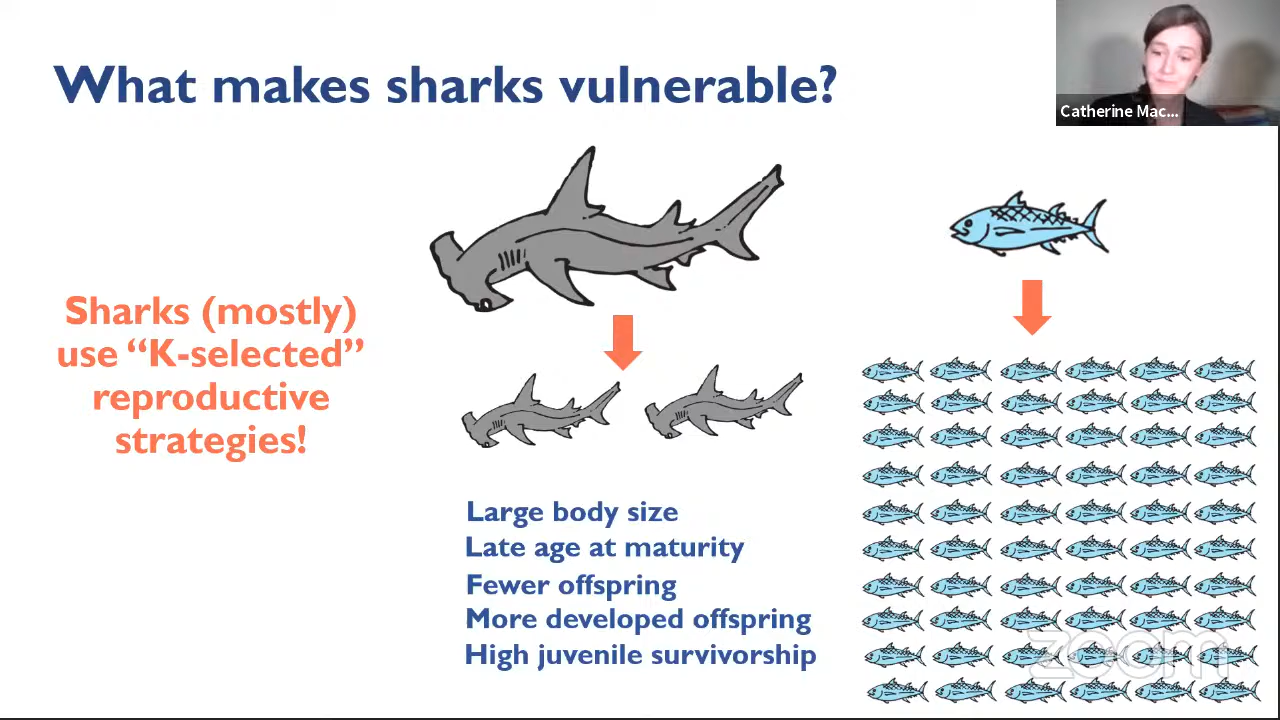 What makes sharks vulnerable?
Catherine Mac...
Sharks (mostly)
use “K-selected”
reproductive
strategies!
Large body size
Late age at maturity
Fewer offspring
More developed offspring
High juvenile survivorship
zoom